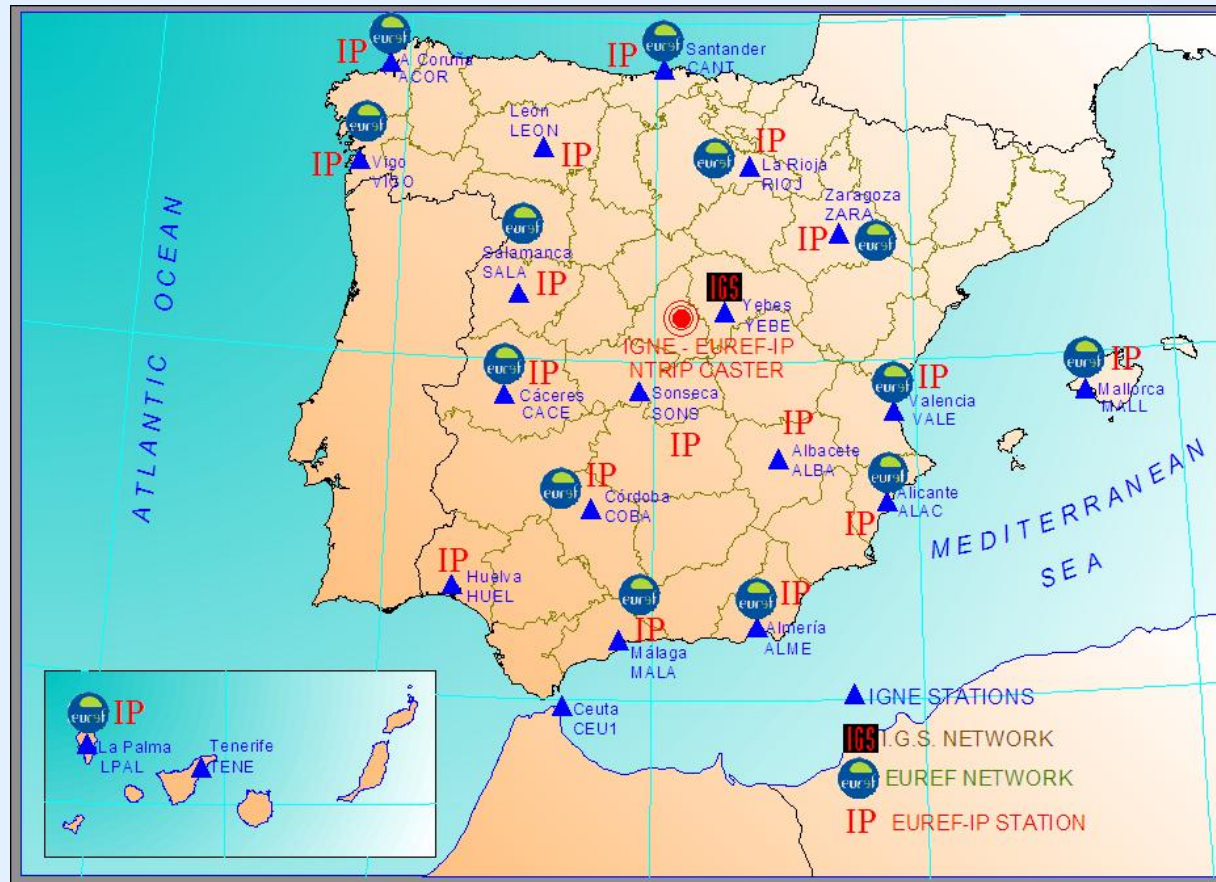 euref
IP
A Coruña
ACOR
euref
IP
Santander
CANT
euref
IP
Vigo
VIGO
León
LEON
IP
euref
IP
La Rioja
RIOJ
Zaragoza
ZARA
IP
euref
euref
Salamanca
SALA
IP
IGS
Yebes
YEBE
IGNE - EUREF-IP
NTRIP CASTER
euref
IP
Cáceres
CACE
Sonseca
SONS
IP
euref
IP
Valencia
VALE
euref
IP
Mallorca
MALL
IP
Albacete
ALBA
euref
Alicante
ALAC
IP
euref
IP
Córdoba
COBA
IP
Huelva
HUEL
euref
IP
Málaga
MALA
euref
IP
Almería
ALME
Ceuta
CEU1
ATLANTIC OCEAN
MEDITERRANEAN
SEA
euref
IP
La Palma
LPAL
Tenerife
TENE
IGNE STATIONS
IGS I.G.S. NETWORK
euref EUREF NETWORK
IP EUREF-IP STATION